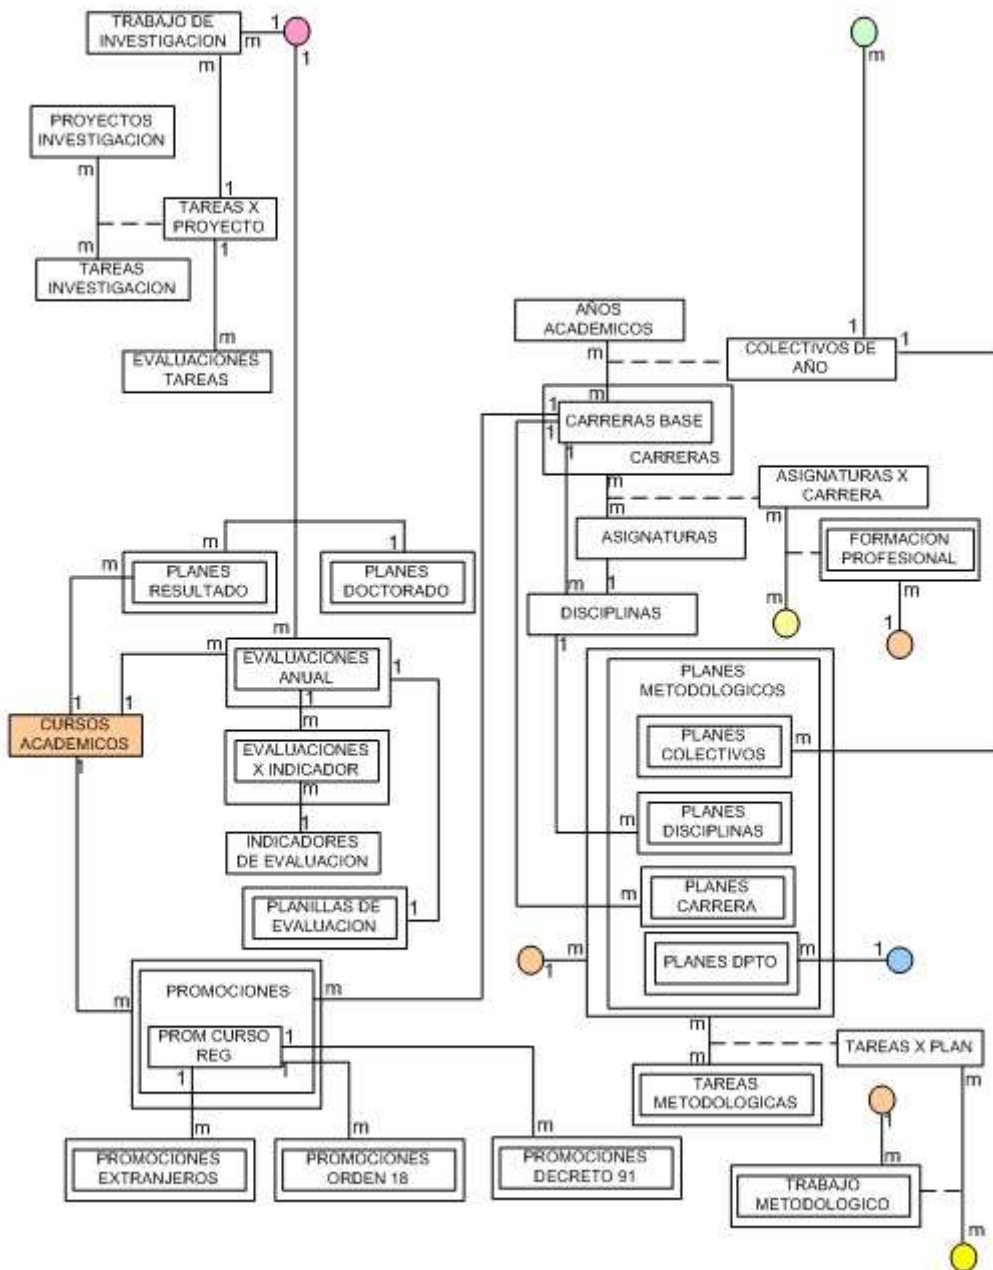 TRABAJO DE
INVESTIGACION
m
1
1
m
m
PROYECTOS
INVESTIGACION
m
1
TAREAS X
PROYECTO
1
m
TAREAS
INVESTIGACION
m
EVALUACIONES
TAREAS
AÑOS
ACADEMICOS
m
1
1
COLECTIVOS DE
AÑO
m
1
CARRERAS BASE
1
1
CARRERAS
m
m
ASIGNATURAS X
CARRERA
m
ASIGNATURAS
FORMACION
PROFESIONAL
m
1
m
1
PLANES
RESULTADO
PLANES
DOCTORADO
m
1
m
DISCIPLINAS
m
m
1
1
m
m
EVALUACIONES
ANUAL
1
1
PLANES
METODOLOGICOS
1
1
CURSOS
ACADEMICOS
1
m
EVALUACIONES
X INDICADOR
m
PLANES
COLECTIVOS
m
1
INDICADORES
DE EVALUACION
m
PLANES
DISCIPLINAS
PLANILLAS DE
EVALUACION
1
m
PLANES
CARRERA
m
1
PLANES DPTO
m
1
PROMOCIONES
m
m
PROM CURSO
REG
1
1
1
m
m
TAREAS X PLAN
m
TAREAS
METODOLOGICAS
1
m
m
m
m
PROMOCIONES
EXTRANJEROS
PROMOCIONES
ORDEN 18
PROMOCIONES
DECRETO 91
TRABAJO
METODOLOGICO
m